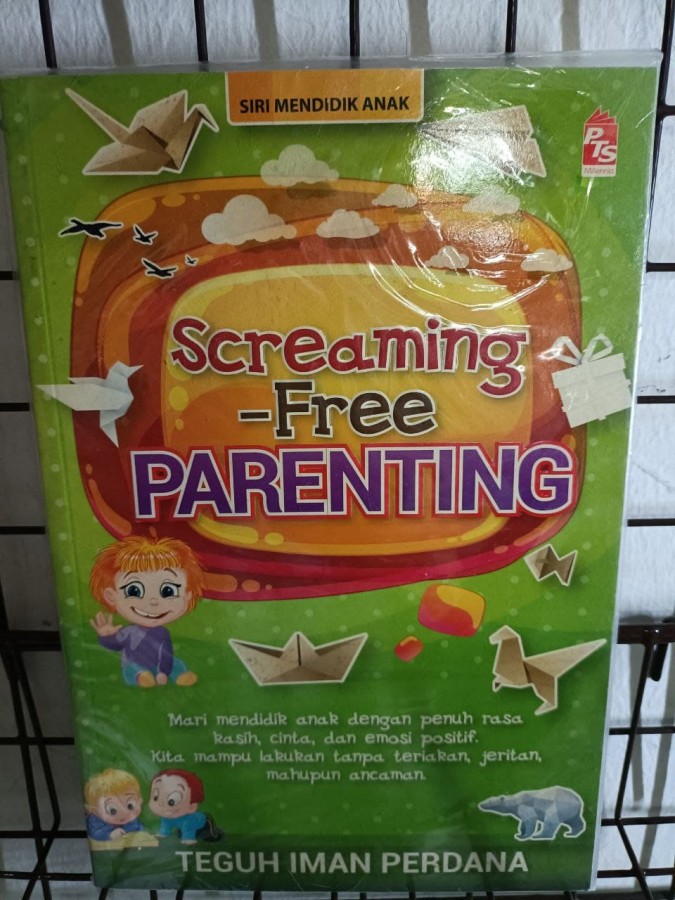 SIRI MENDIDIK ANAK
PTS
Millennia
Screaming
-Free
PARENTING
Mari mendidik anak dengan penuh rasa
kasih, cinta, dan emosi positif.
Kita mampu lakukan tanpa teriakan, jeritan,
mahupun ancaman.
TEGUH IMAN PERDANA